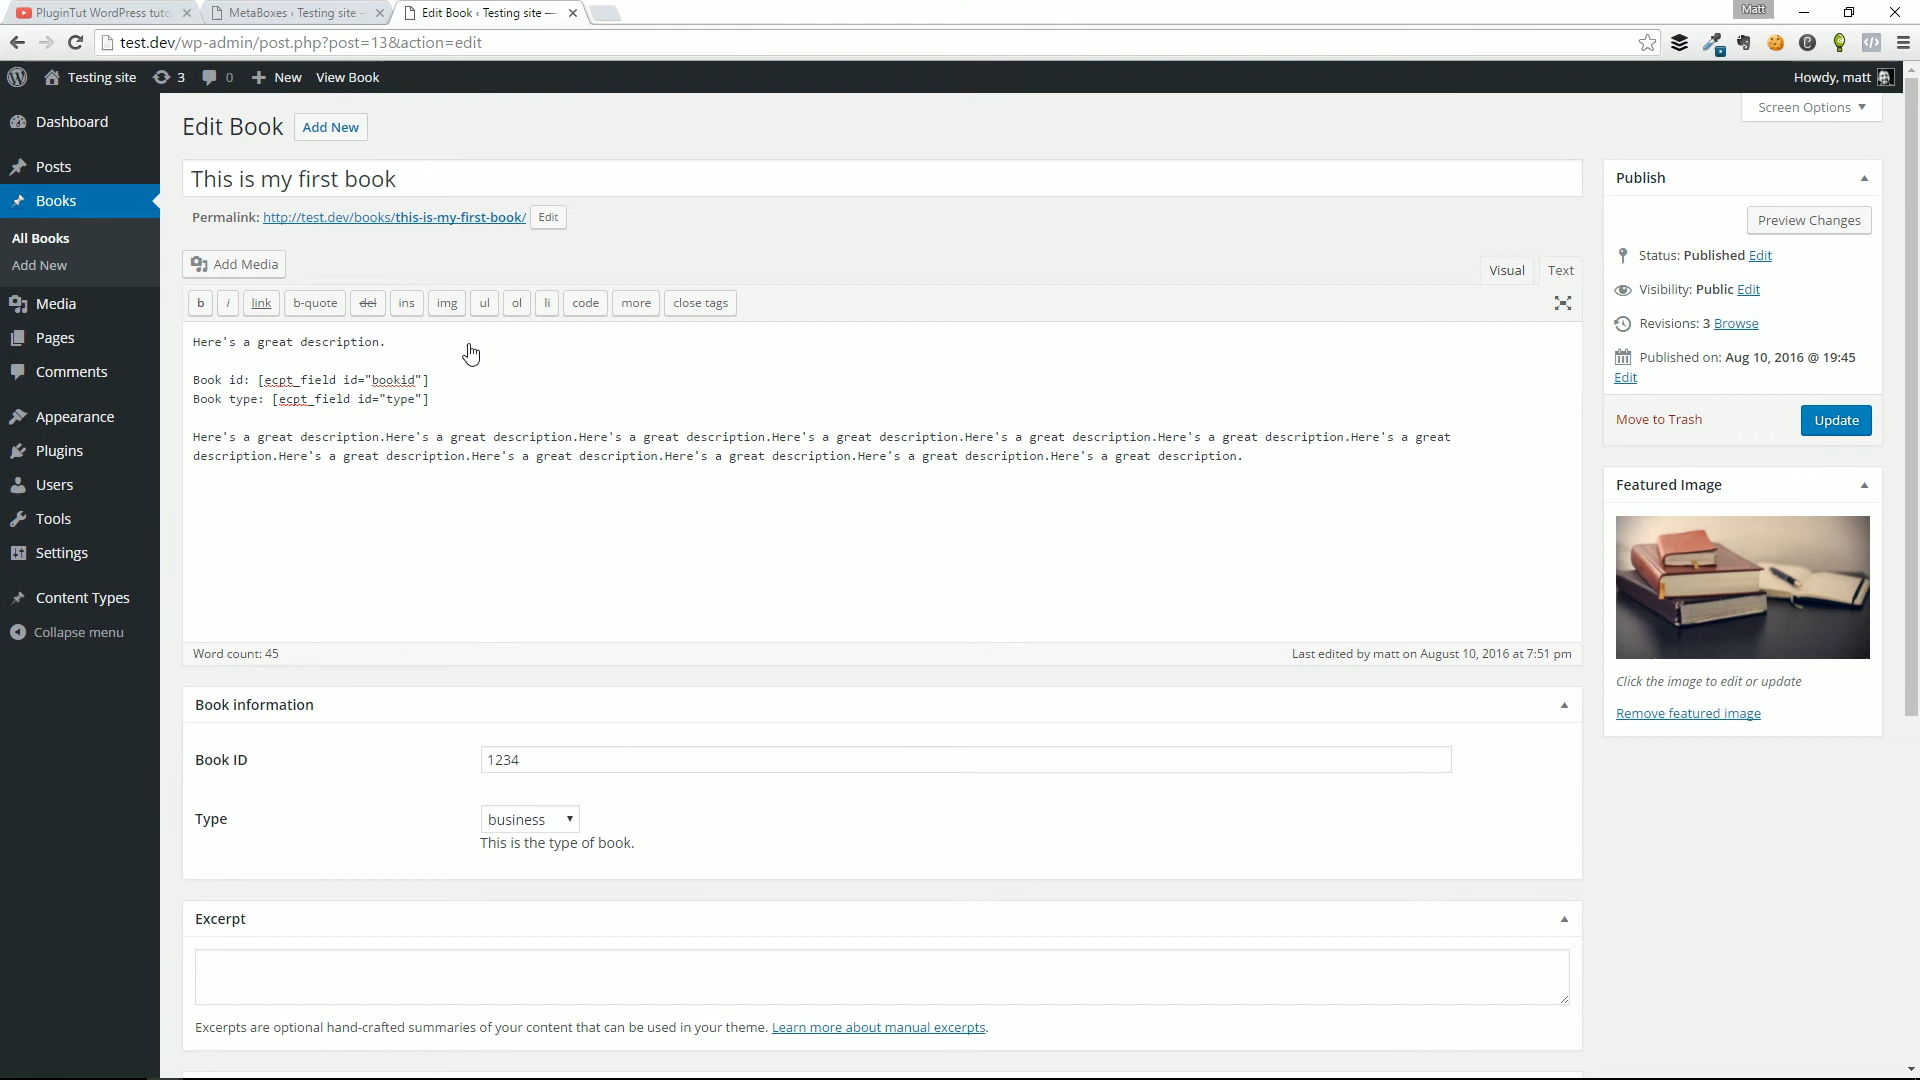 PluginTut WordPress tuto
MetaBoxes ‹ Testing site –
Edit Book ‹ Testing site —
Matt
test.dev/wp-admin/post.php?post=13&action=edit
Testing site
3
0
New
View Book
Howdy, matt
Screen Options
Dashboard
Posts
Books
All Books
Add New
Media
Pages
Comments
Appearance
Plugins
Users
Tools
Settings
Content Types
Collapse menu
Edit Book
Add New
This is my first book
Permalink: http://test.dev/books/this-is-my-first-book/ Edit
Add Media
Visual
Text
b
i
link
b-quote
del
ins
img
ul
ol
li
code
more
close tags
Here's a great description.
Book id: [ecpt_field id="bookid"]
Book type: [ecpt_field id="type"]
Here's a great description.Here's a great description.Here's a great description.Here's a great description.Here's a great description.Here's a great description.Here's a great
description.Here's a great description.Here's a great description.Here's a great description.Here's a great description.Here's a great description.
Word count: 45
Last edited by matt on August 10, 2016 at 7:51 pm
Book information
Book ID
1234
Type
business
This is the type of book.
Excerpt
Excerpts are optional hand-crafted summaries of your content that can be used in your theme. Learn more about manual excerpts.
Publish
Preview Changes
Status: Published Edit
Visibility: Public Edit
Revisions: 3 Browse
Published on: Aug 10, 2016 @ 19:45
Edit
Move to Trash
Update
Featured Image
Click the image to edit or update
Remove featured image